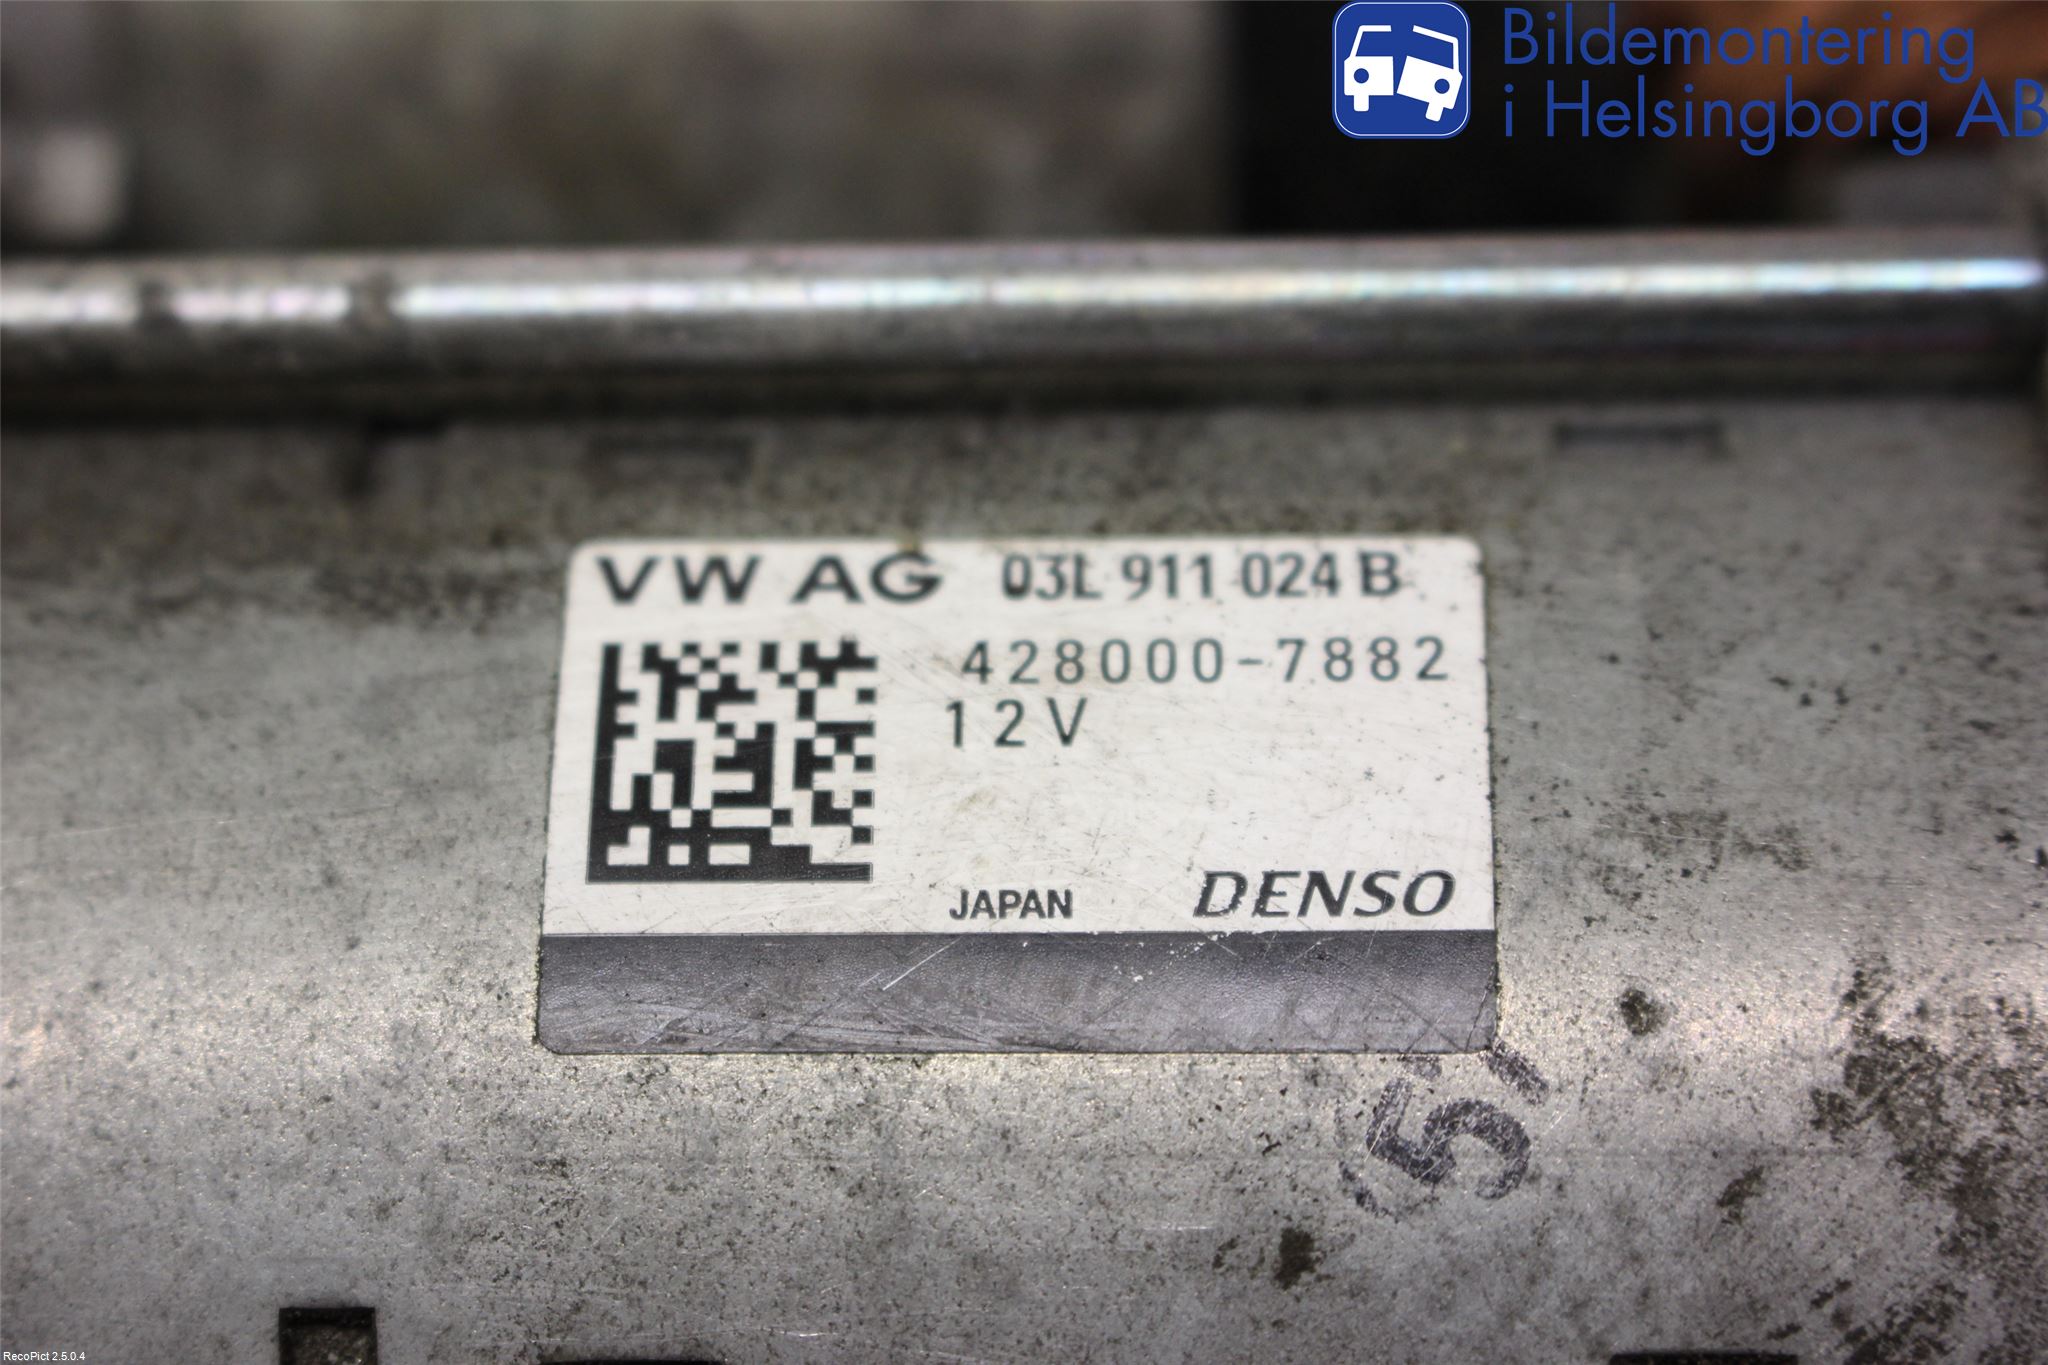 Bildemontering
i Helsingborg AB
VW AG 03L 911 024 B
428000-7882
12V
JAPAN DENSO
RecoPict 2.5.0.4